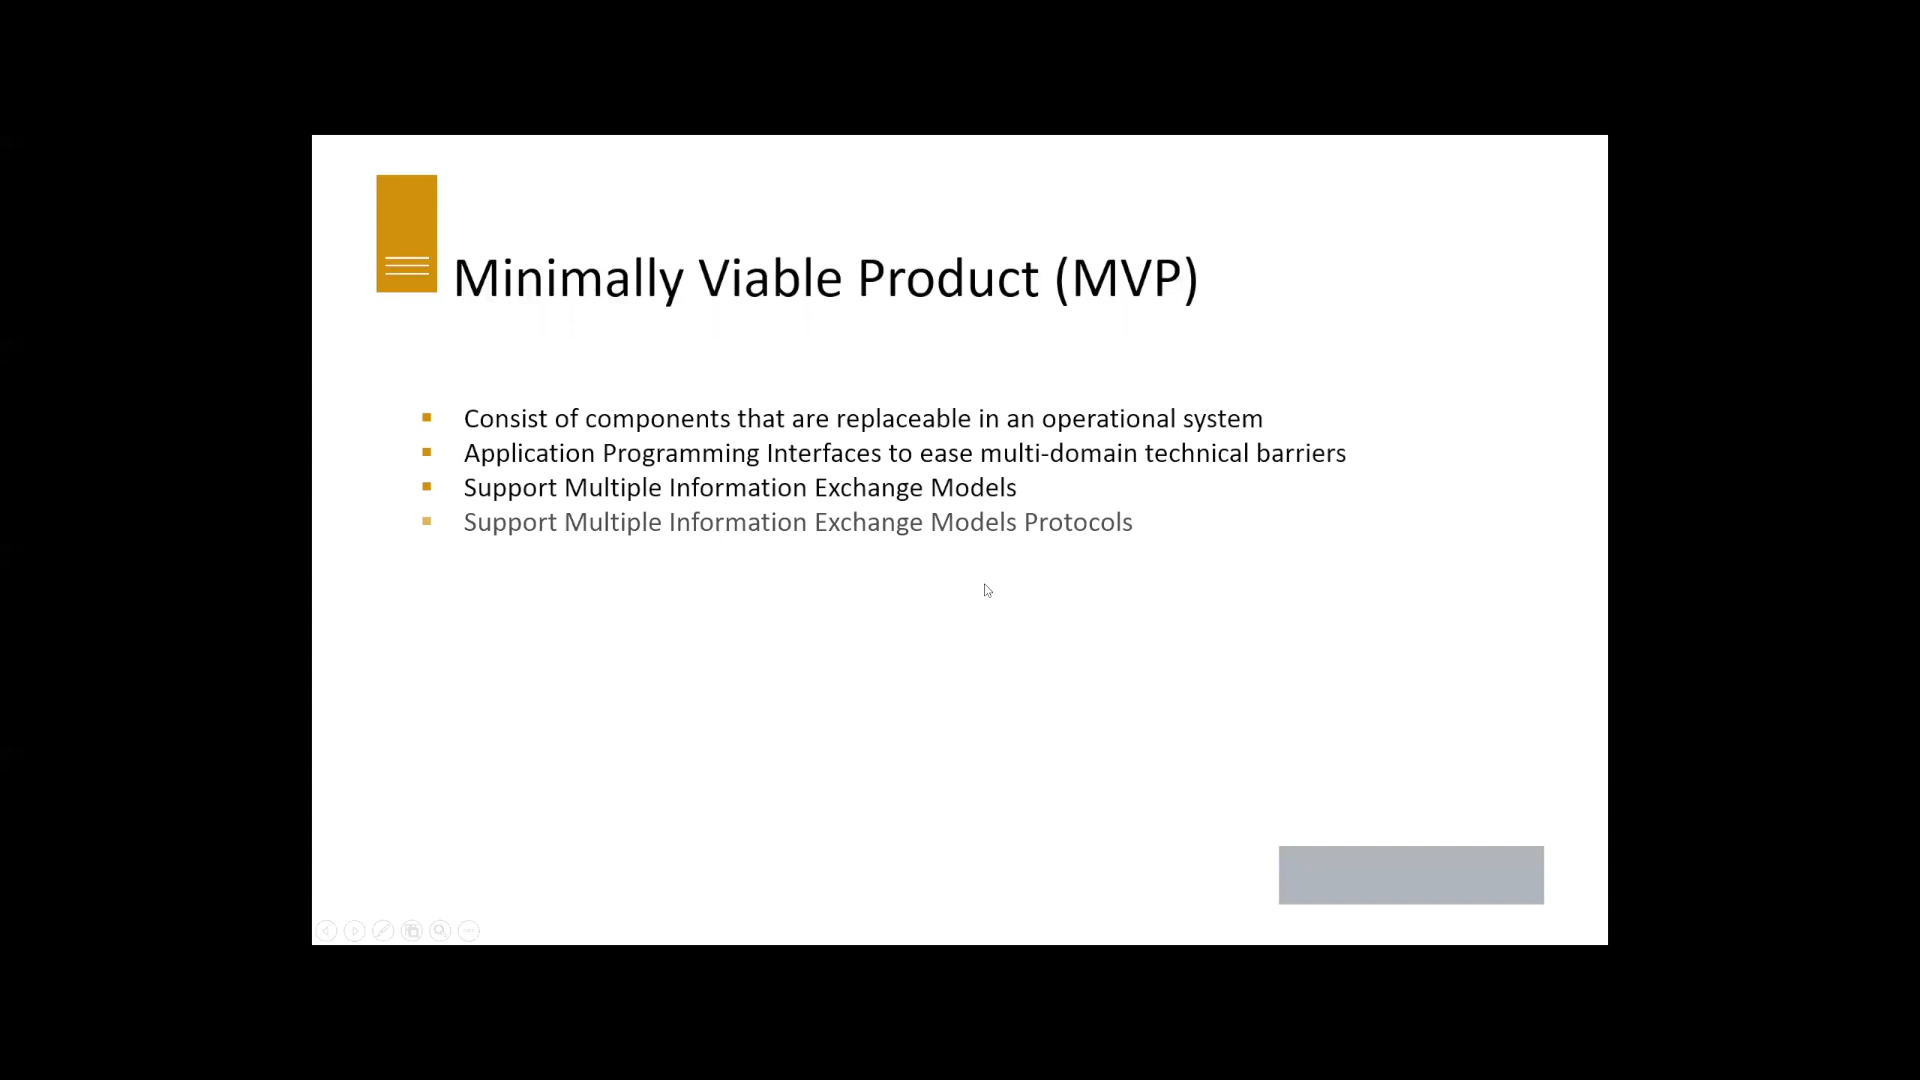 Minimally Viable Product (MVP)
Consist of components that are replaceable in an operational system
Application Programming Interfaces to ease multi-domain technical barriers
Support Multiple Information Exchange Models
Support Multiple Information Exchange Models Protocols